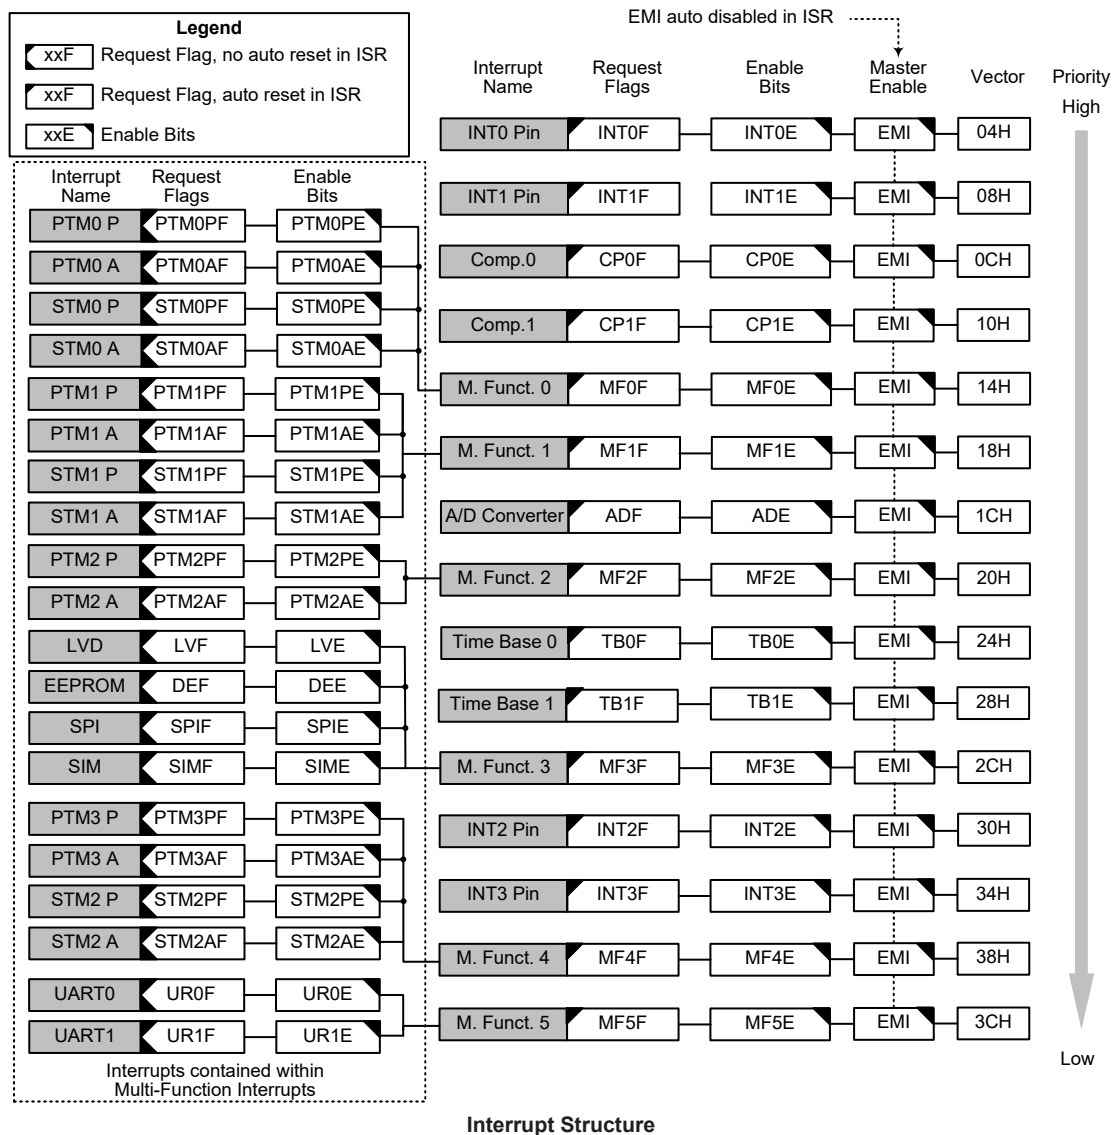 EMI auto disabled in ISR
Legend
xxF Request Flag, no auto reset in ISR
xxF Request Flag, auto reset in ISR
xxE Enable Bits
Interrupt Name Request Flags Enable Bits Master Enable Vector Priority
High
INT0 Pin INT0F INT0E EMI 04H
INT1 Pin INT1F INT1E EMI 08H
Comp.0 CP0F CP0E EMI 0CH
Comp.1 CP1F CP1E EMI 10H
M. Funct. 0 MF0F MF0E EMI 14H
M. Funct. 1 MF1F MF1E EMI 18H
A/D Converter ADF ADE EMI 1CH
M. Funct. 2 MF2F MF2E EMI 20H
Time Base 0 TB0F TB0E EMI 24H
Time Base 1 TB1F TB1E EMI 28H
M. Funct. 3 MF3F MF3E EMI 2CH
INT2 Pin INT2F INT2E EMI 30H
INT3 Pin INT3F INT3E EMI 34H
M. Funct. 4 MF4F MF4E EMI 38H
M. Funct. 5 MF5F MF5E EMI 3CH
Low
Interrupt Name Request Flags Enable Bits
PTM0 P PTM0PF PTM0PE
PTM0 A PTM0AF PTM0AE
STM0 P STM0PF STM0PE
STM0 A STM0AF STM0AE
PTM1 P PTM1PF PTM1PE
PTM1 A PTM1AF PTM1AE
STM1 P STM1PF STM1PE
STM1 A STM1AF STM1AE
PTM2 P PTM2PF PTM2PE
PTM2 A PTM2AF PTM2AE
LVD LVF LVE
EEPROM DEF DEE
SPI SPIF SPIE
SIM SIMF SIME
PTM3 P PTM3PF PTM3PE
PTM3 A PTM3AF PTM3AE
STM2 P STM2PF STM2PE
STM2 A STM2AF STM2AE
UART0 UR0F UR0E
UART1 UR1F UR1E
Interrupts contained within
Multi-Function Interrupts
Interrupt Structure